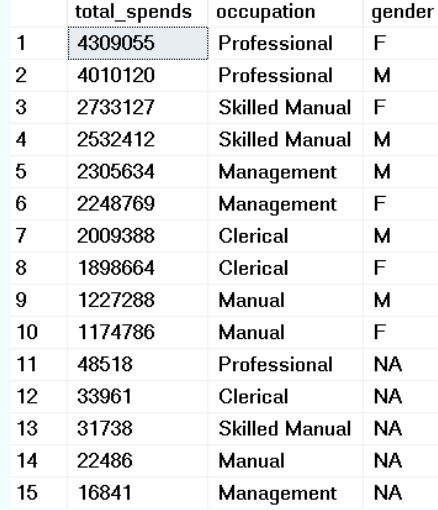 total_spends occupation gender
1 4309055 Professional F
2 4010120 Professional M
3 2733127 Skilled Manual F
4 2532412 Skilled Manual M
5 2305634 Management M
6 2248769 Management F
7 2009388 Clerical M
8 1898664 Clerical F
9 1227288 Manual M
10 1174786 Manual F
11 48518 Professional NA
12 33961 Clerical NA
13 31738 Skilled Manual NA
14 22486 Manual NA
15 16841 Management NA